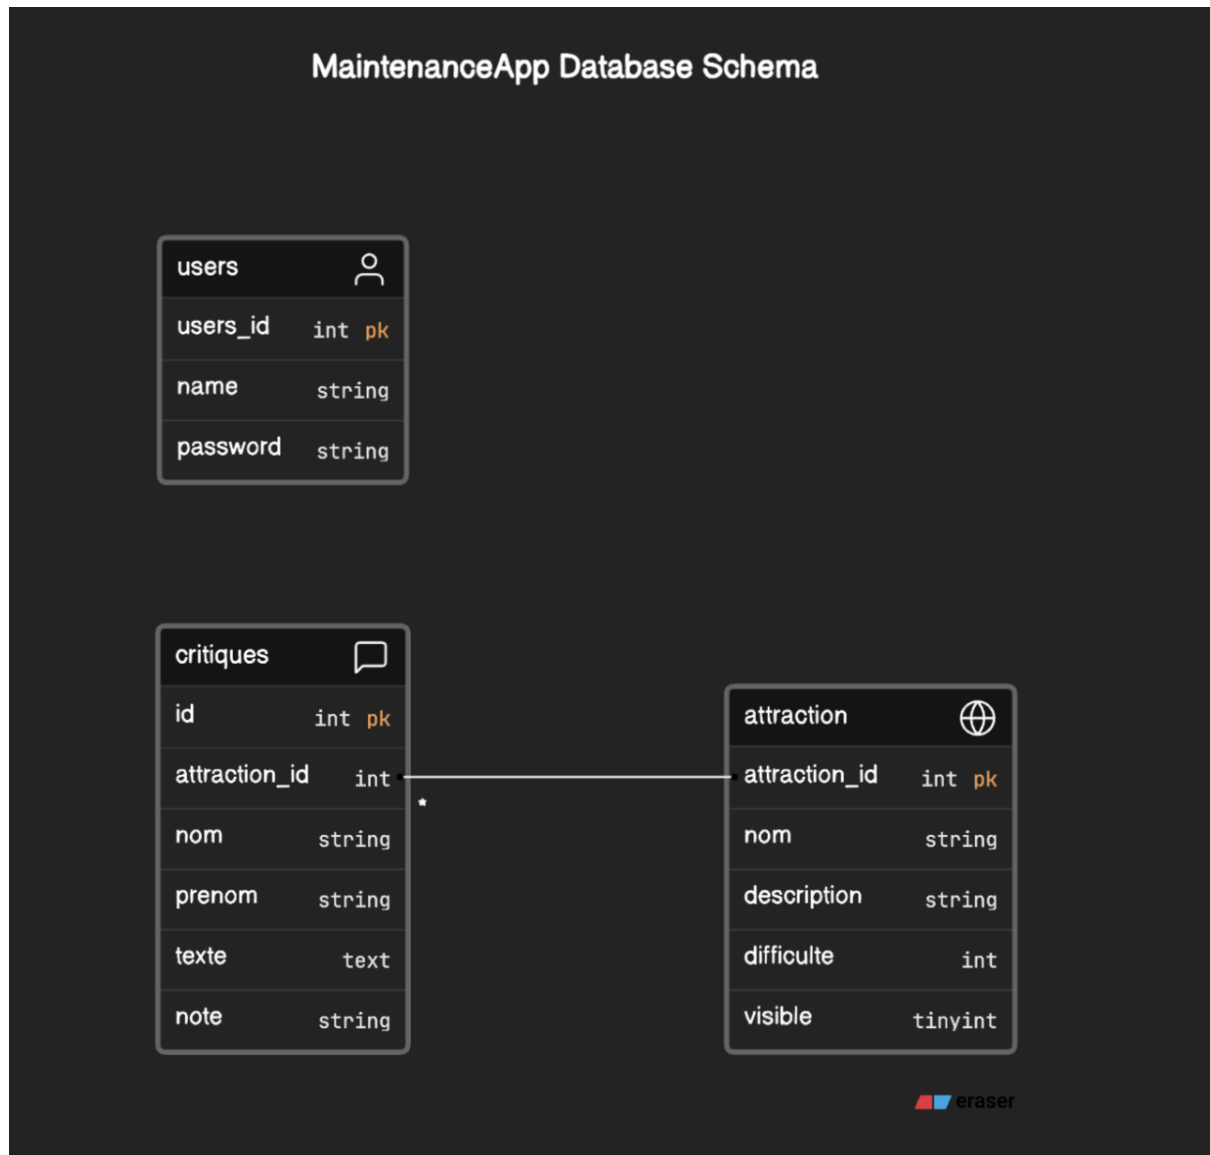 MaintenanceApp Database Schema
users
users_id int pk
name string
password string
critiques
id int pk
attraction_id int
*
nom string
prenom string
texte text
note string
attraction
attraction_id int pk
nom string
description string
difficulte int
visible tinyint
eraser